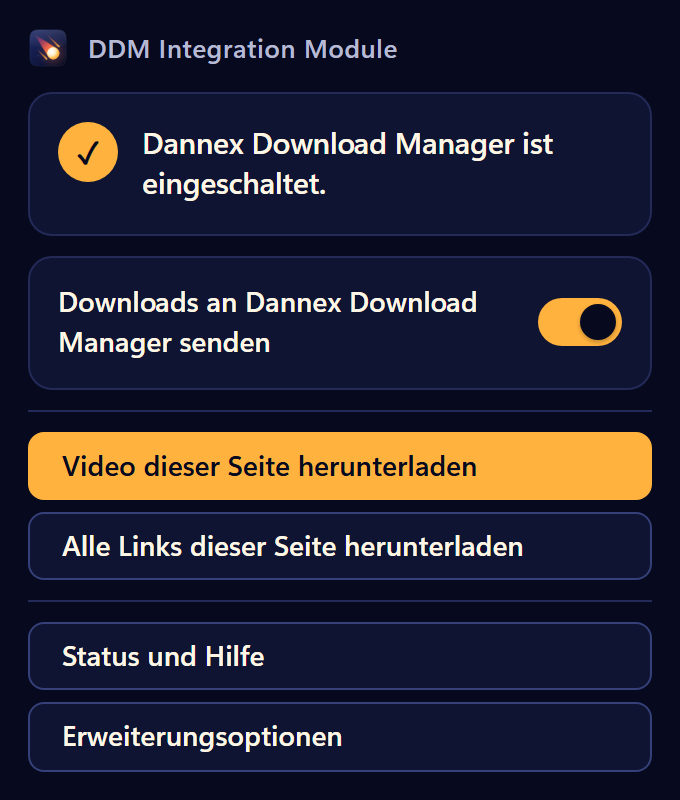 DDM Integration Module
Dannex Download Manager ist
eingeschaltet.
Downloads an Dannex Download
Manager senden
Video dieser Seite herunterladen
Alle Links dieser Seite herunterladen
Status und Hilfe
Erweiterungsoptionen